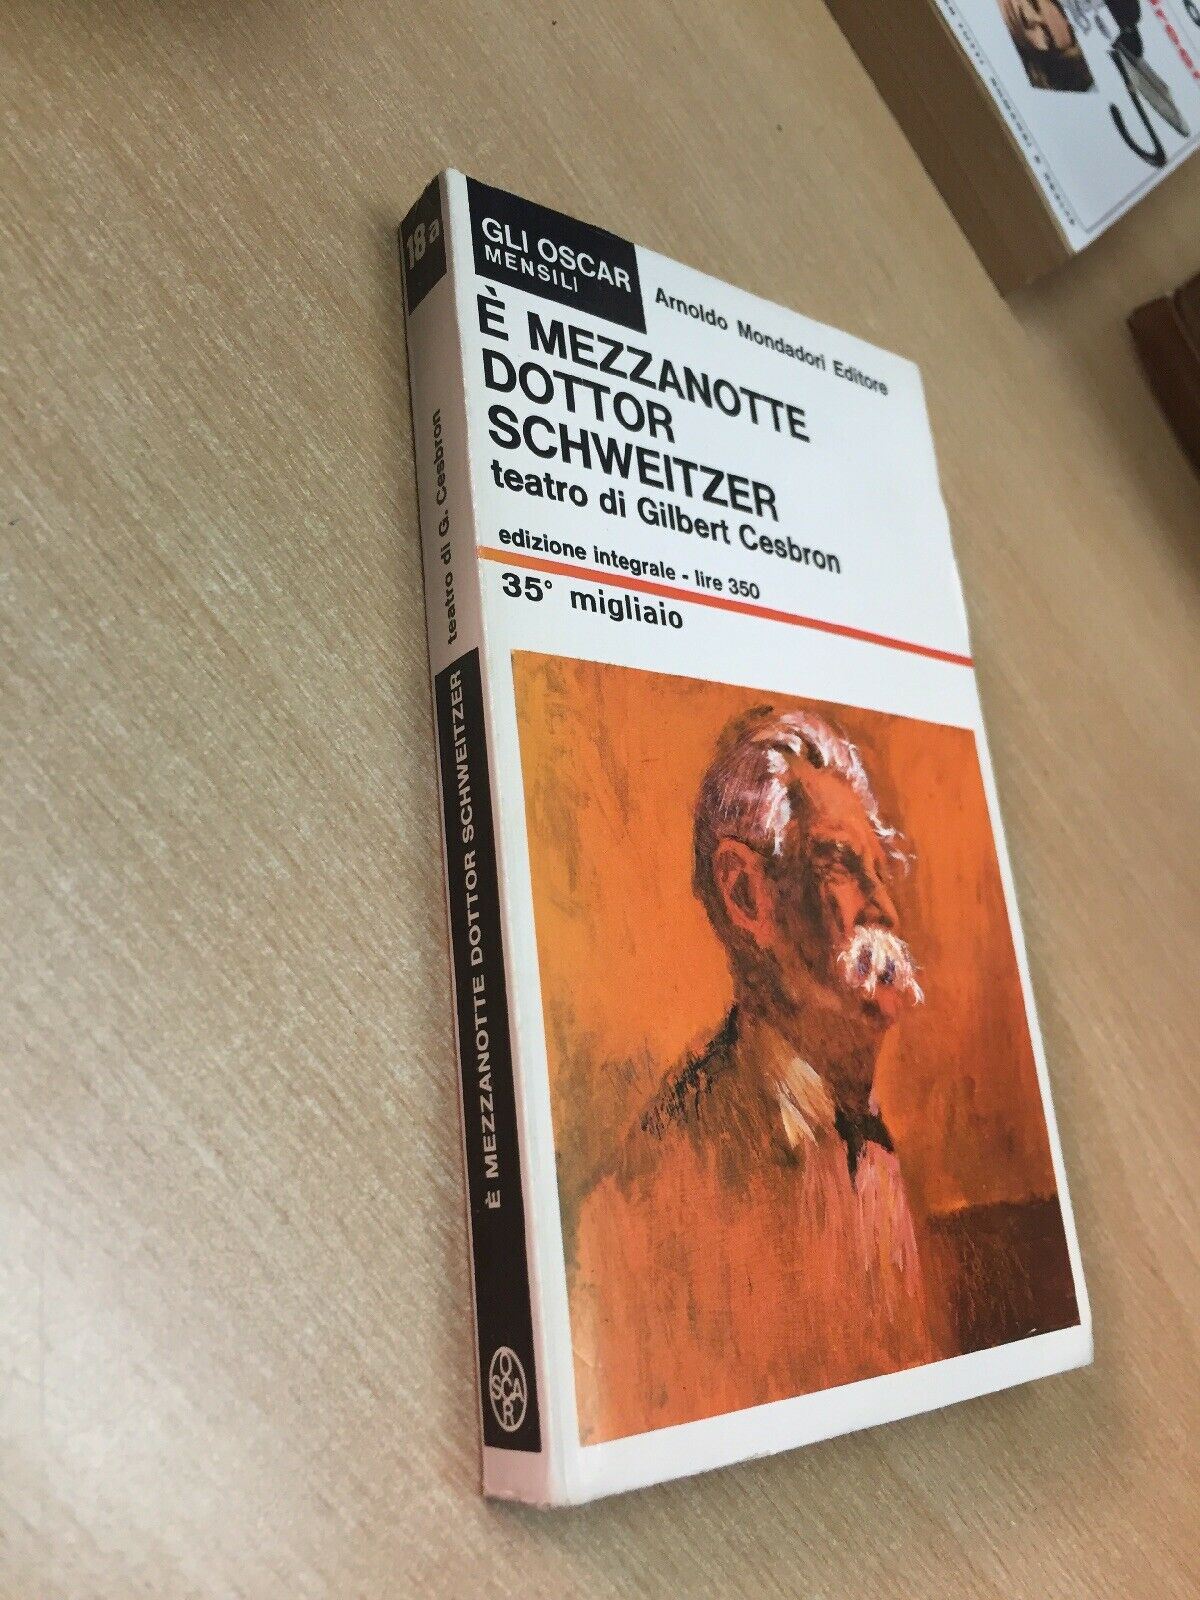 GLI OSCAR
MENSILI
Arnoldo Mondadori Editore
È MEZZANOTTE
DOTTOR
SCHWEITZER
teatro di Gilbert Cesbron
edizione integrale - lire 350
35° migliaio
18a
teatro di G. Cesbron
È MEZZANOTTE DOTTOR SCHWEITZER
OSCAR